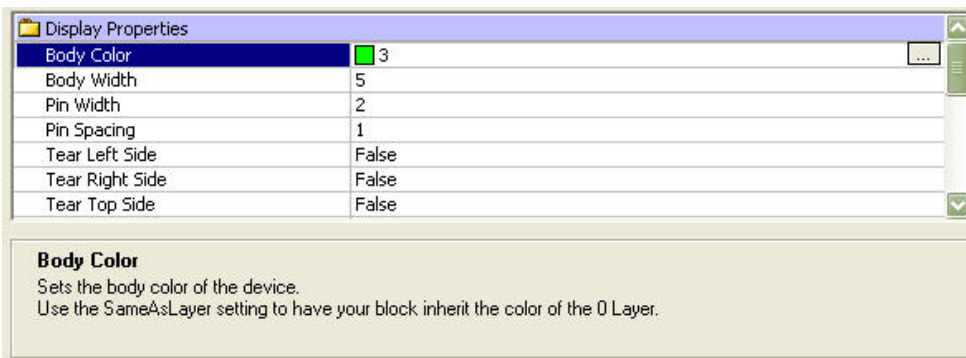 Display Properties
Body Color 3 ...
Body Width 5
Pin Width 2
Pin Spacing 1
Tear Left Side False
Tear Right Side False
Tear Top Side False
Body Color
Sets the body color of the device.
Use the SameAsLayer setting to have your block inherit the color of the 0 Layer.